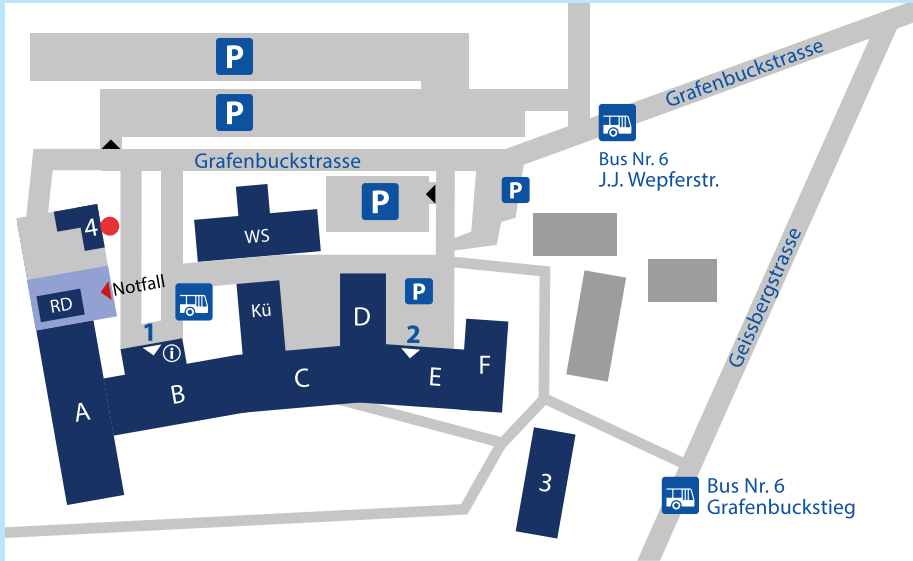 P
P
Grafenbuckstrasse
Bus Nr. 6
J.J. Wepferstr.
Grafenbuckstrasse
P
P
4
WS
Notfall
RD
Kü
P
D
1
i
2
F
A
B
C
E
Geissbergstrasse
3
Bus Nr. 6
Grafenbuckstieg